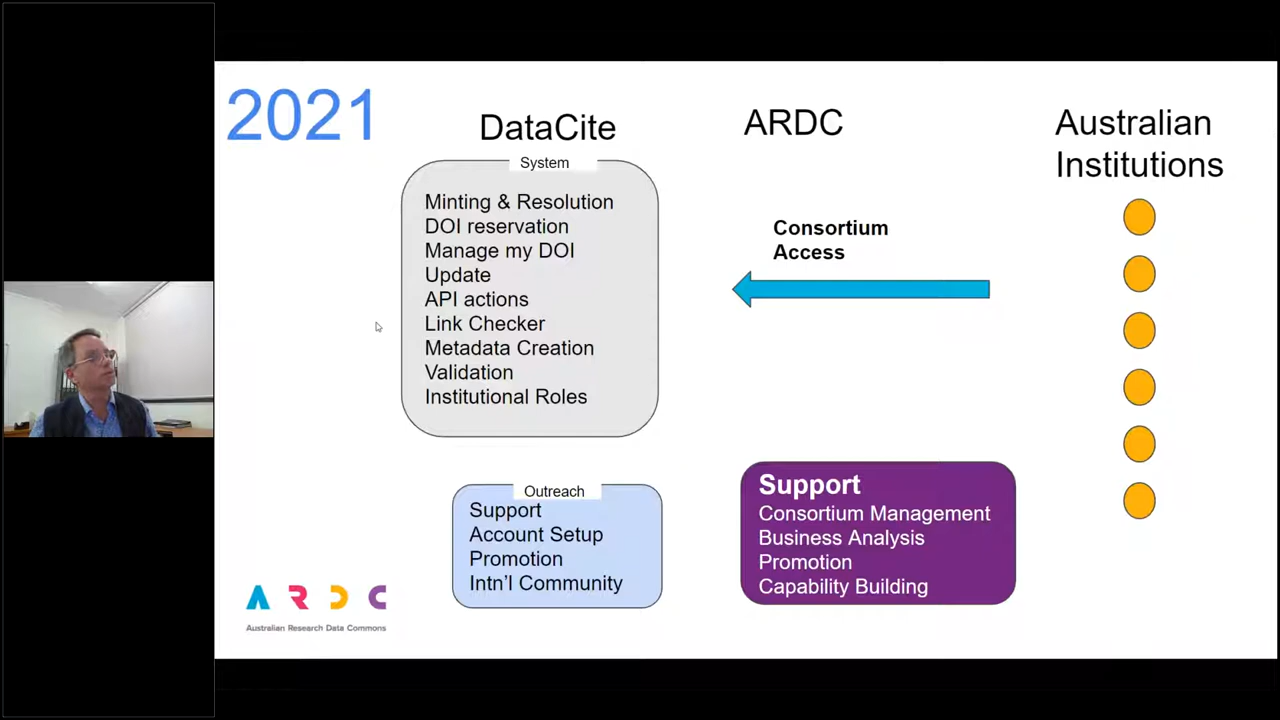 2021
DataCite
ARDC
Australian
Institutions
System
Minting & Resolution
DOI reservation
Manage my DOI
Update
API actions
Link Checker
Metadata Creation
Validation
Institutional Roles
Consortium
Access
Outreach
Support
Account Setup
Promotion
Intn'l Community
Support
Consortium Management
Business Analysis
Promotion
Capability Building
A R D C
Australian Research Data Commons